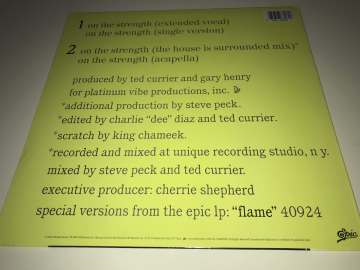 1 on the strength (extended vocal)
on the strength (single version)
2 on the strength (the house is surrounded mix)*
on the strength (acapella)
produced by ted currier and gary henry
for platinum vibe productions, inc.
*additional production by steve peck.
*edited by charlie "dee" diaz and ted currier.
*scratch by king chameek.
*recorded and mixed at unique recording studio, n y.
mixed by steve peck and ted currier.
executive producer: cherrie shepherd
special versions from the epic lp: "flame" 40924
Epic